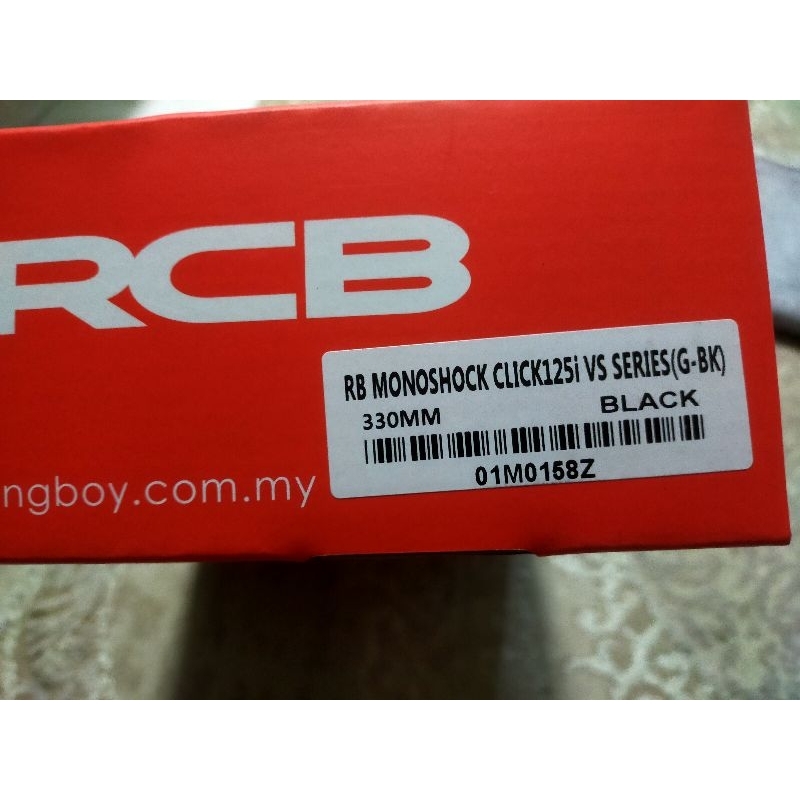 RCB
RB MONOSHOCK CLICK125i VS SERIES(G-BK)
330MM BLACK
01M0158Z
ngboy.com.my